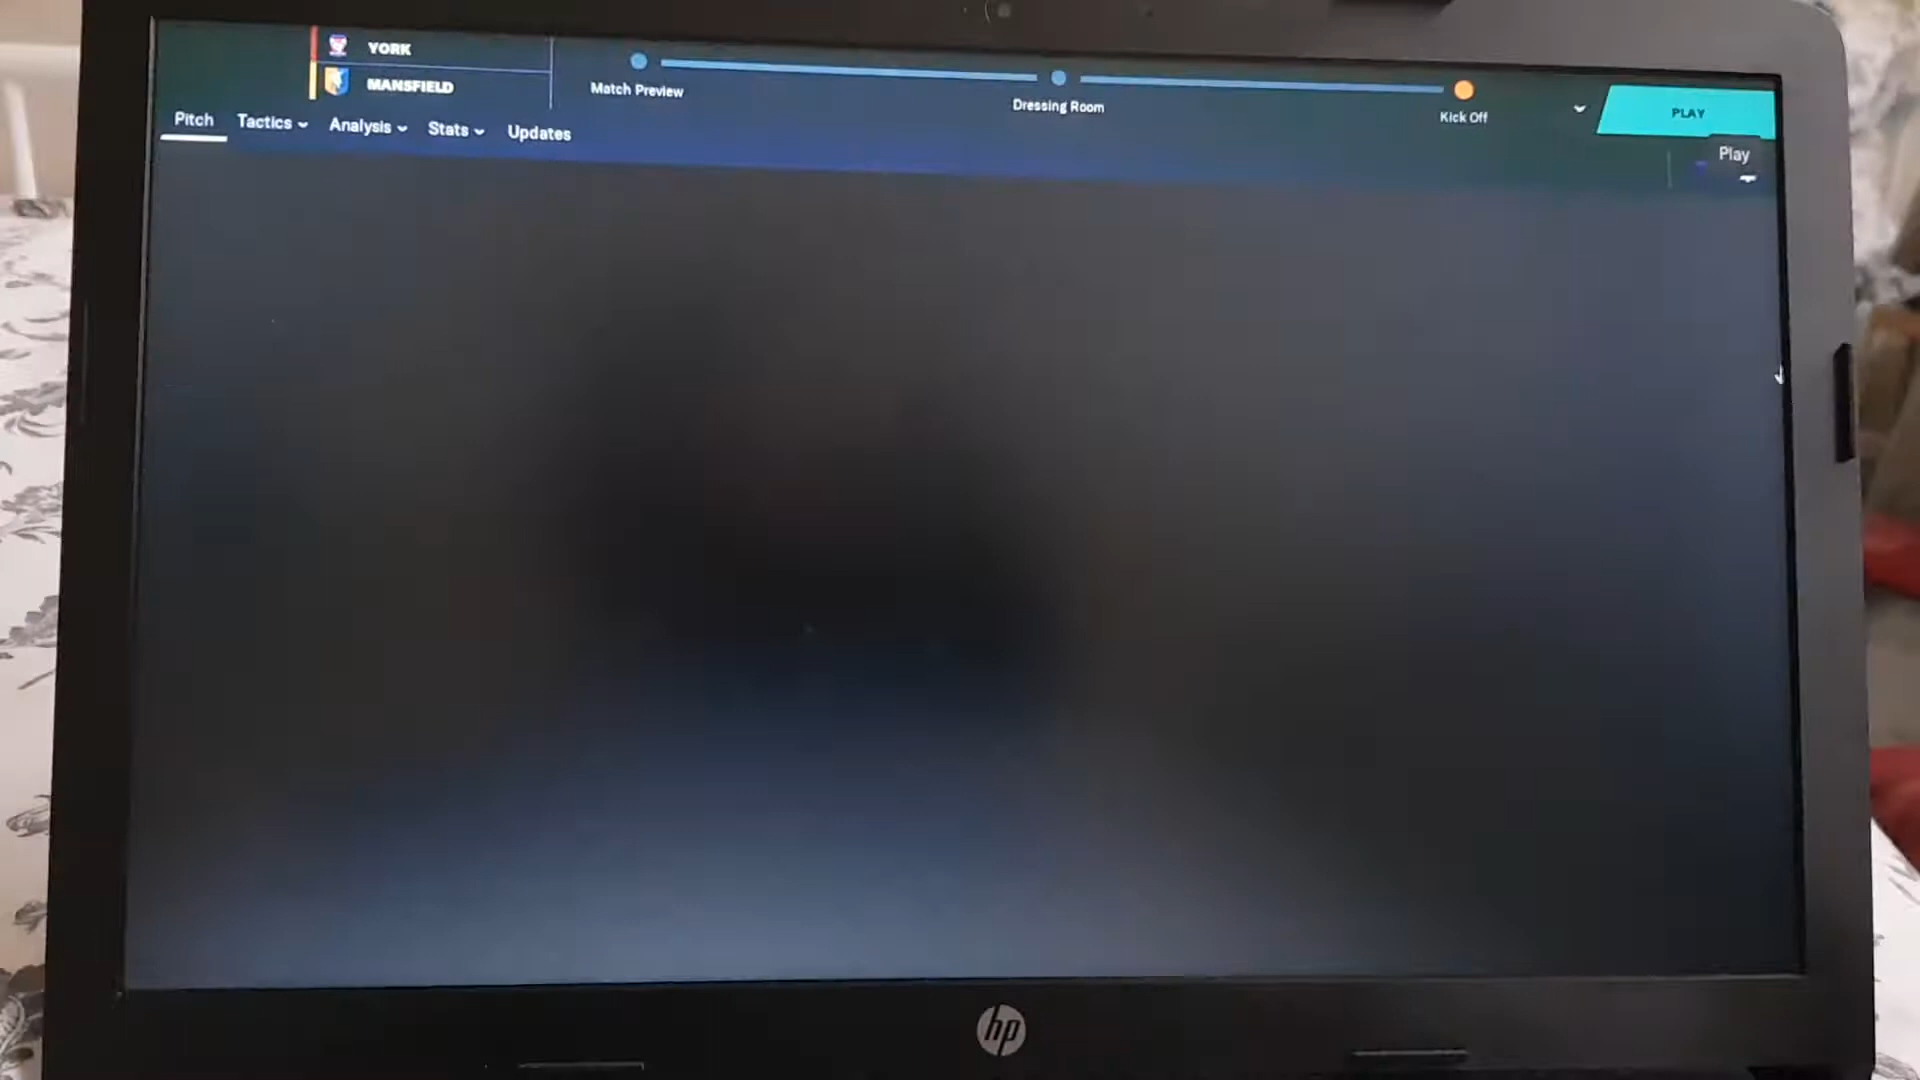 YORK
MANSFIELD
Match Preview
Dressing Room
Kick Off
PLAY
Pitch Tactics Analysis Stats Updates
Play
hp